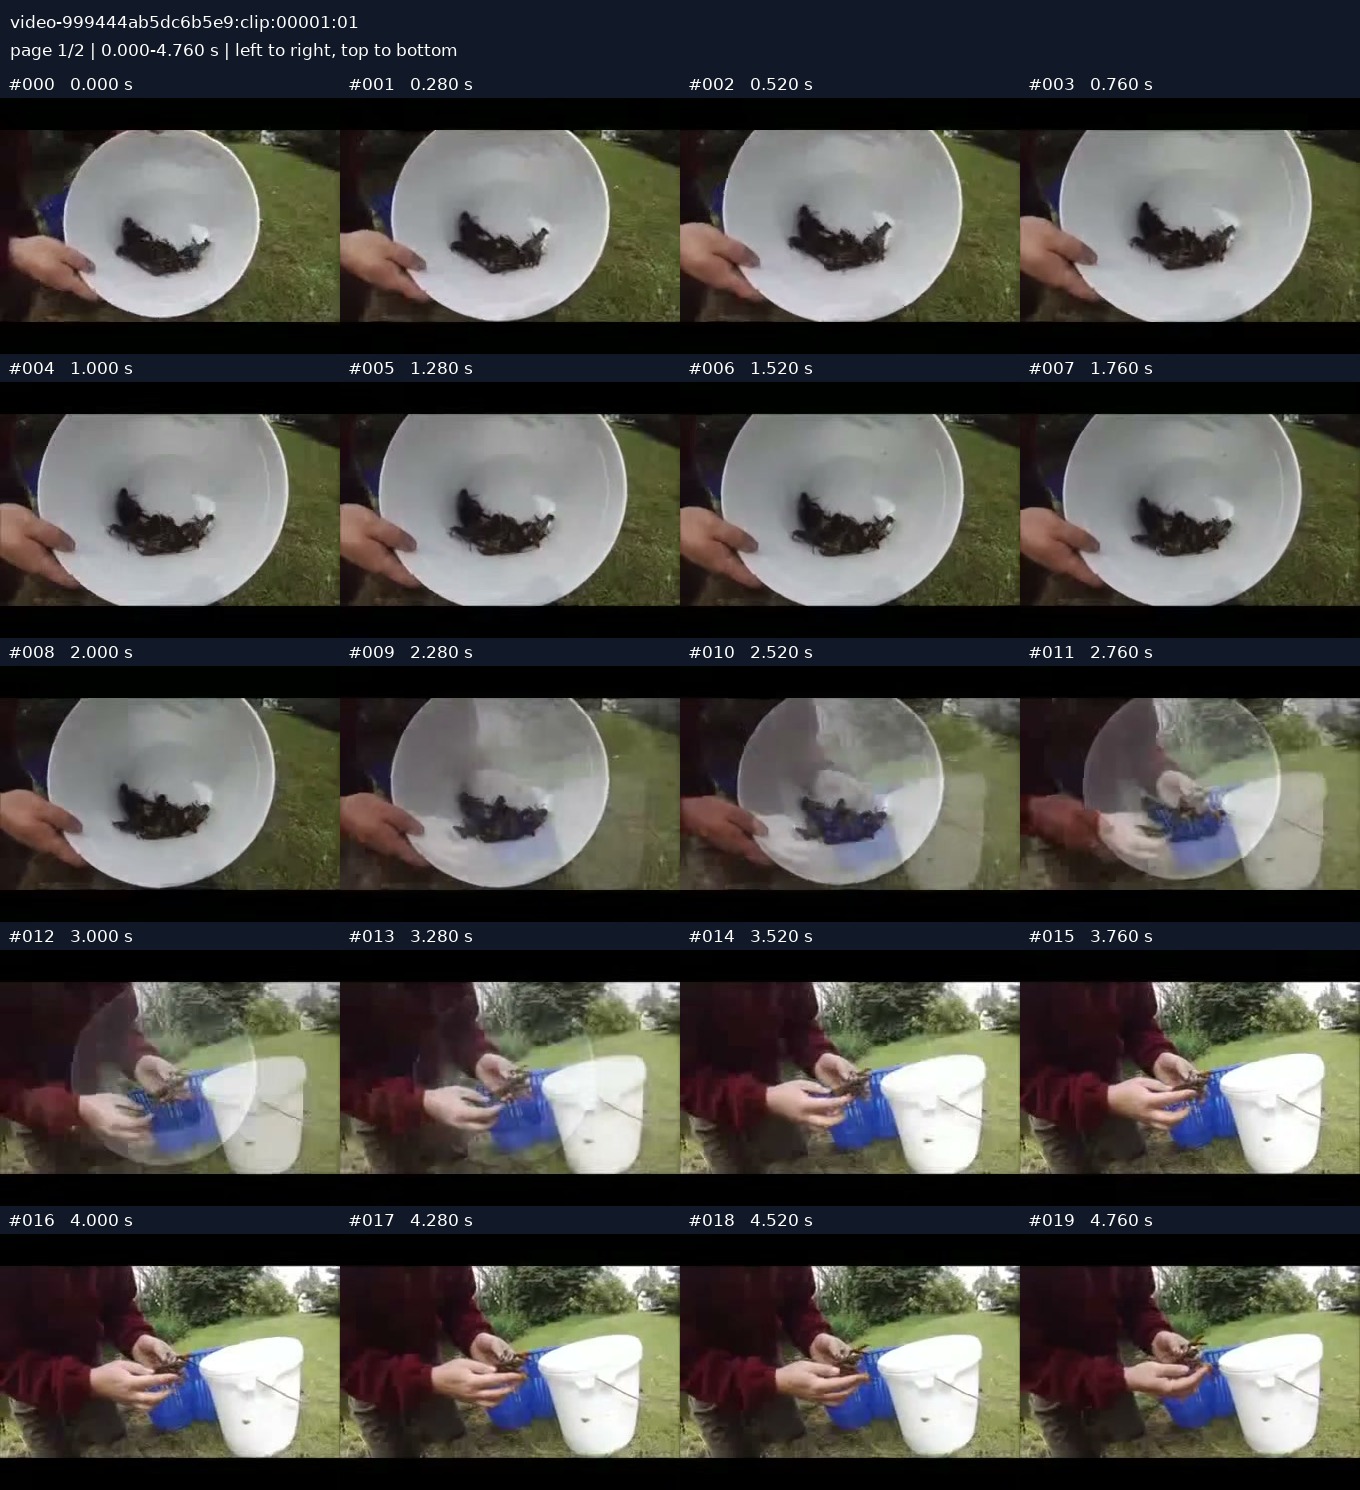 video-999444ab5dc6b5e9:clip:00001:01
page 1/2 | 0.000-4.760 s | left to right, top to bottom
#000 0.000 s
#001 0.280 s
#002 0.520 s
#003 0.760 s
#004 1.000 s
#005 1.280 s
#006 1.520 s
#007 1.760 s
#008 2.000 s
#009 2.280 s
#010 2.520 s
#011 2.760 s
#012 3.000 s
#013 3.280 s
#014 3.520 s
#015 3.760 s
#016 4.000 s
#017 4.280 s
#018 4.520 s
#019 4.760 s